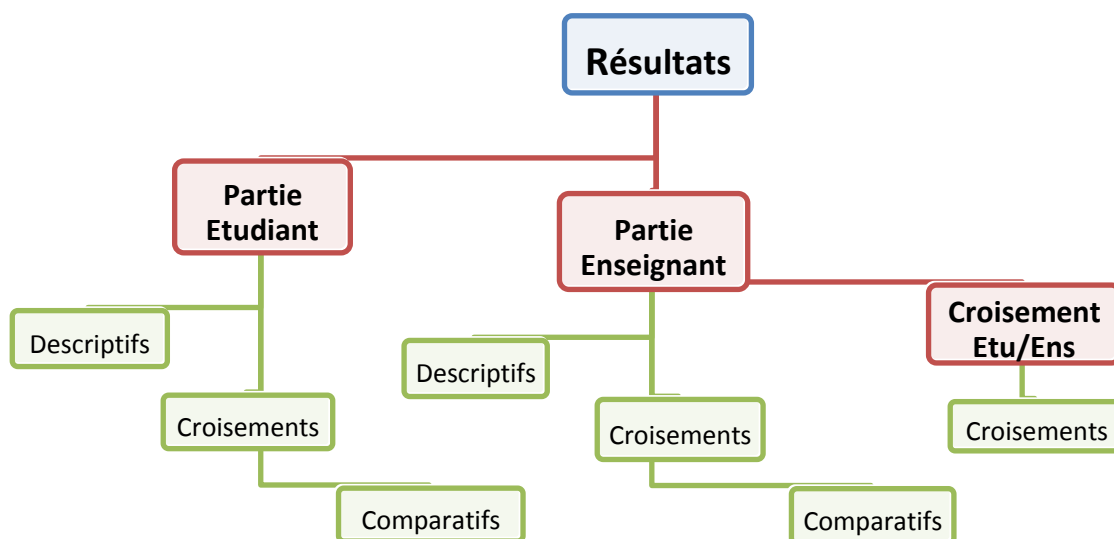 Résultats
Partie
Etudiant
Partie
Enseignant
Croisement
Etu/Ens
Descriptifs
Descriptifs
Croisements
Croisements
Croisements
Comparatifs
Comparatifs